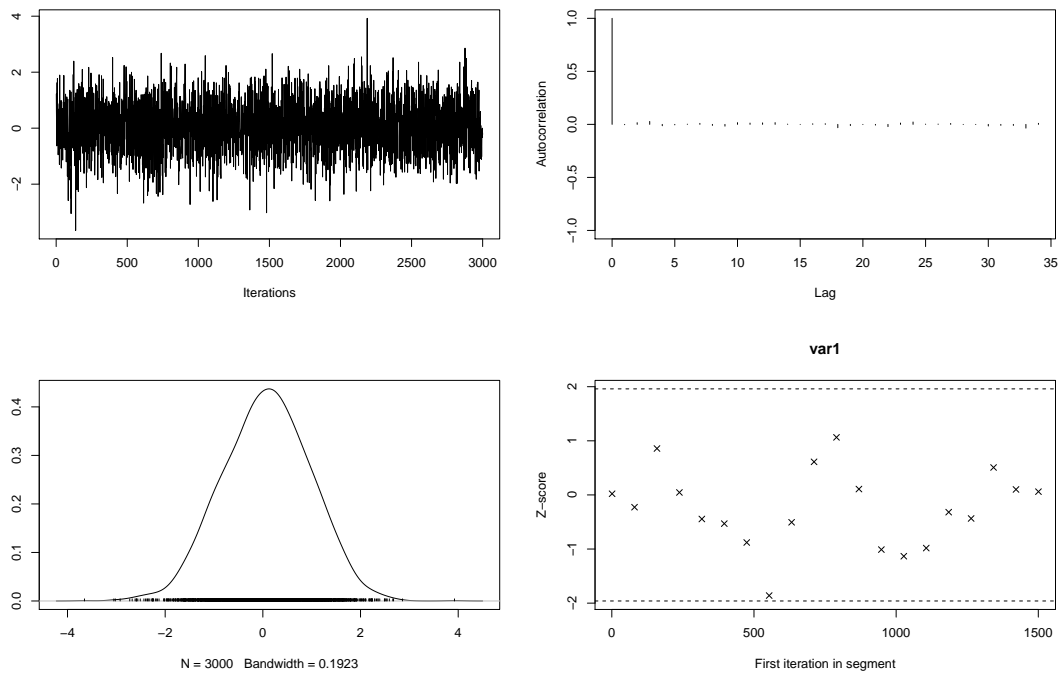 4
2
0
−2
0 500 1000 1500 2000 2500 3000
Iterations
1.0
0.5
0.0
−0.5
−1.0
Autocorrelation
0 5 10 15 20 25 30 35
Lag
0.4
0.3
0.2
0.1
0.0
−4 −2 0 2 4
N = 3000 Bandwidth = 0.1923
var1
2
1
0
−1
−2
Z−score
0 500 1000 1500
First iteration in segment